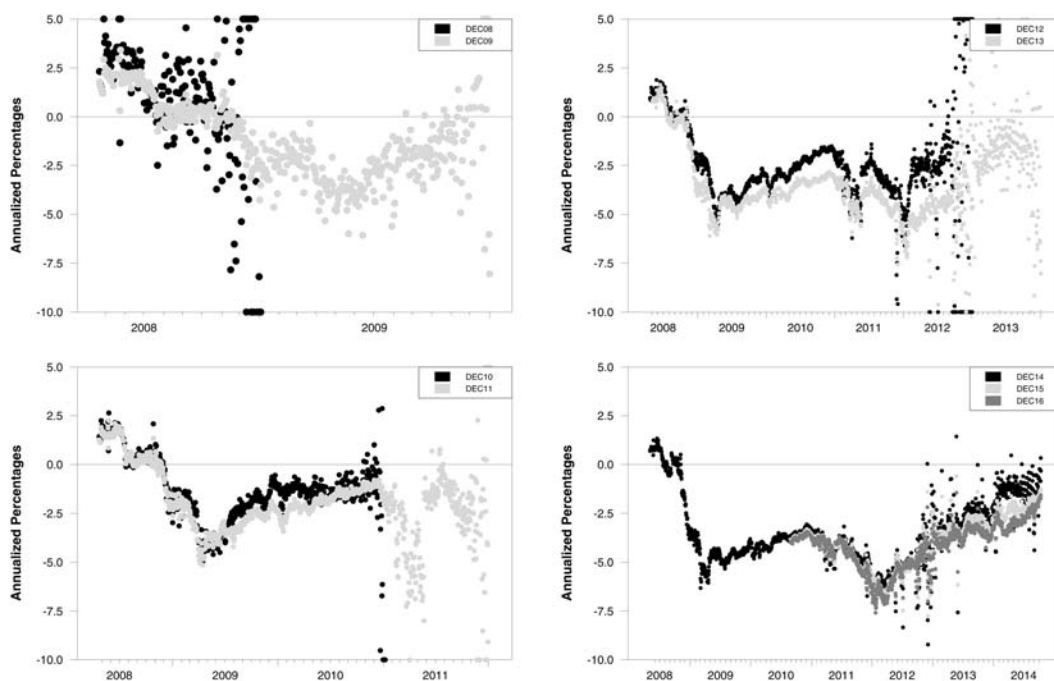 5.0
2.5
0.0
-2.5
-5.0
-7.5
-10.0
Annualized Percentages
DEC08
DEC09
2008 2009
5.0
2.5
0.0
-2.5
-5.0
-7.5
-10.0
Annualized Percentages
DEC12
DEC13
2008 2009 2010 2011 2012 2013
5.0
2.5
0.0
-2.5
-5.0
-7.5
-10.0
Annualized Percentages
DEC10
DEC11
2008 2009 2010 2011
5.0
2.5
0.0
-2.5
-5.0
-7.5
-10.0
Annualized Percentages
DEC14
DEC15
DEC16
2008 2009 2010 2011 2012 2013 2014